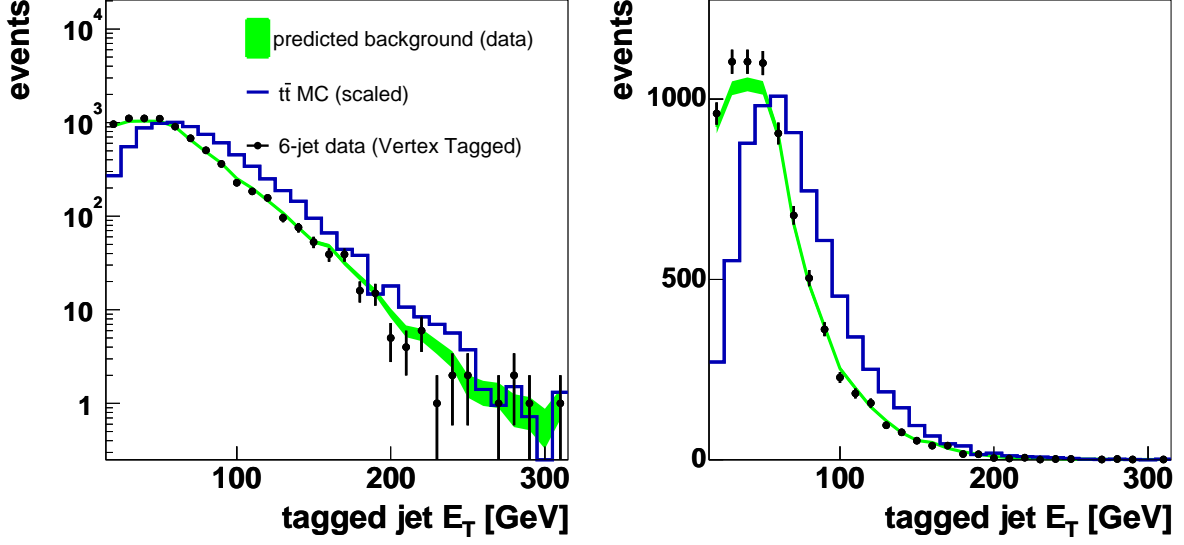 events
10⁴
10³
10²
10
1
predicted background (data)
tt̄ MC (scaled)
6-jet data (Vertex Tagged)
100 200 300
tagged jet E_T [GeV]
events
1000
500
0
100 200 300
tagged jet E_T [GeV]